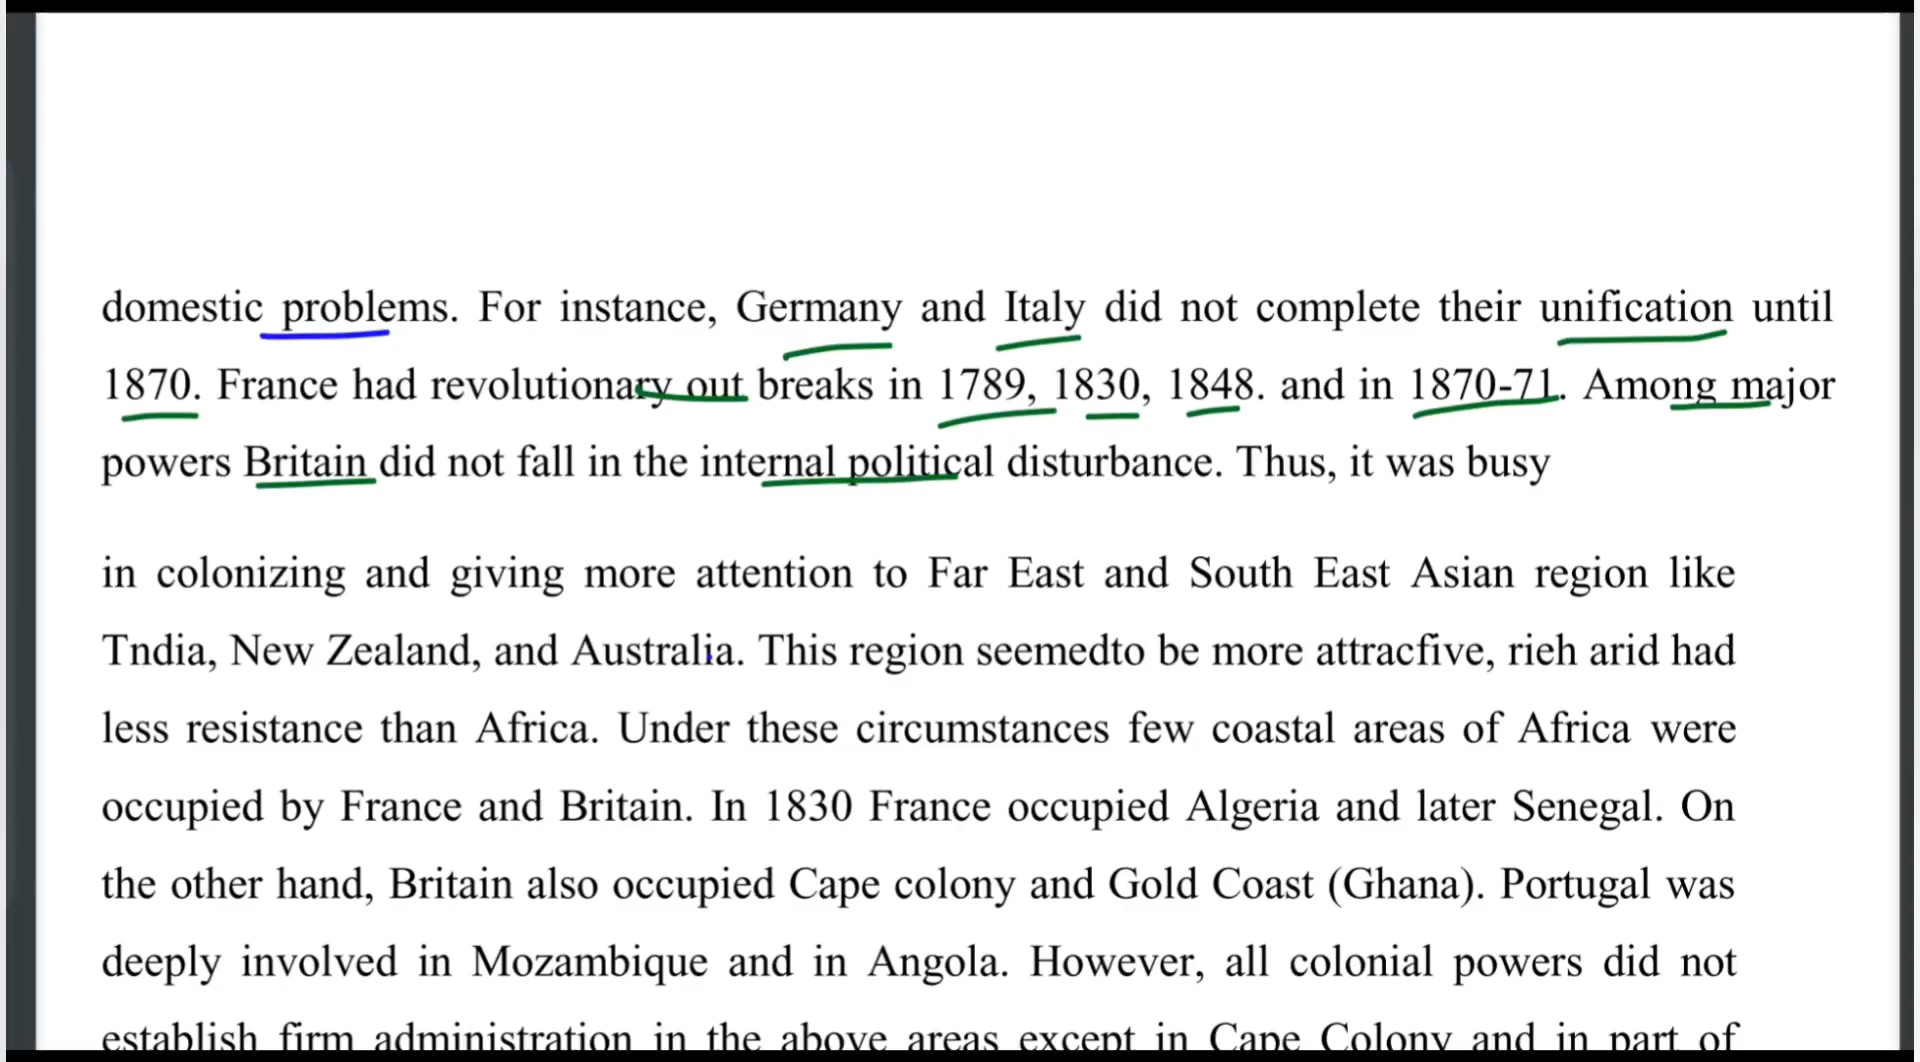 domestic problems. For instance, Germany and Italy did not complete their unification until
1870. France had revolutionary out breaks in 1789, 1830, 1848. and in 1870-71. Among major
powers Britain did not fall in the internal political disturbance. Thus, it was busy
in colonizing and giving more attention to Far East and South East Asian region like
Tndia, New Zealand, and Australia. This region seemedto be more attracfive, rieh arid had
less resistance than Africa. Under these circumstances few coastal areas of Africa were
occupied by France and Britain. In 1830 France occupied Algeria and later Senegal. On
the other hand, Britain also occupied Cape colony and Gold Coast (Ghana). Portugal was
deeply involved in Mozambique and in Angola. However, all colonial powers did not
establish firm administration in the above areas except in Cape Colony and in part of